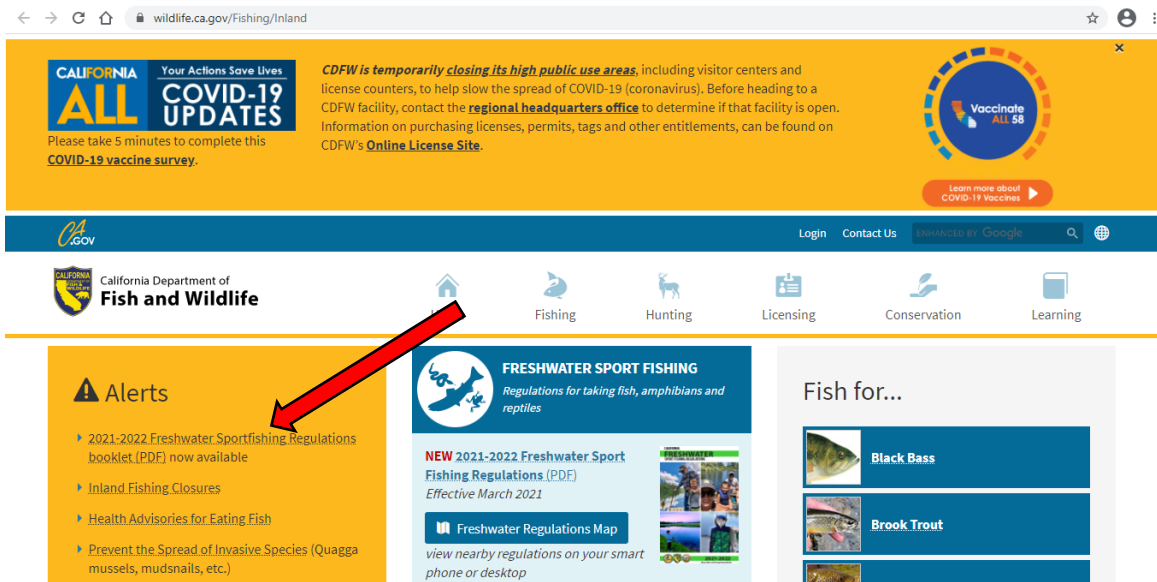 wildlife.ca.gov/Fishing/Inland
CALIFORNIA
ALL
Your Actions Save Lives
COVID-19
UPDATES
Please take 5 minutes to complete this
COVID-19 vaccine survey.
CDFW is temporarily closing its high public use areas, including visitor centers and
license counters, to help slow the spread of COVID-19 (coronavirus). Before heading to a
CDFW facility, contact the regional headquarters office to determine if that facility is open.
Information on purchasing licenses, permits, tags and other entitlements, can be found on
CDFW's Online License Site.
Vaccinate
ALL 58
Learn more about
COVID-19 Vaccines
CA
.GOV
Login Contact Us ENHANCED BY Google
CALIFORNIA
California Department of
Fish and Wildlife
Fishing Hunting Licensing Conservation Learning
Alerts
2021-2022 Freshwater Sportfishing Regulations
booklet (PDF) now available
Inland Fishing Closures
Health Advisories for Eating Fish
Prevent the Spread of Invasive Species (Quagga
mussels, mudsnails, etc.)
FRESHWATER SPORT FISHING
Regulations for taking fish, amphibians and
reptiles
NEW 2021-2022 Freshwater Sport
Fishing Regulations (PDF)
Effective March 2021
FRESHWATER
2021-2022
Freshwater Regulations Map
view nearby regulations on your smart
phone or desktop
Fish for...
Black Bass
Brook Trout